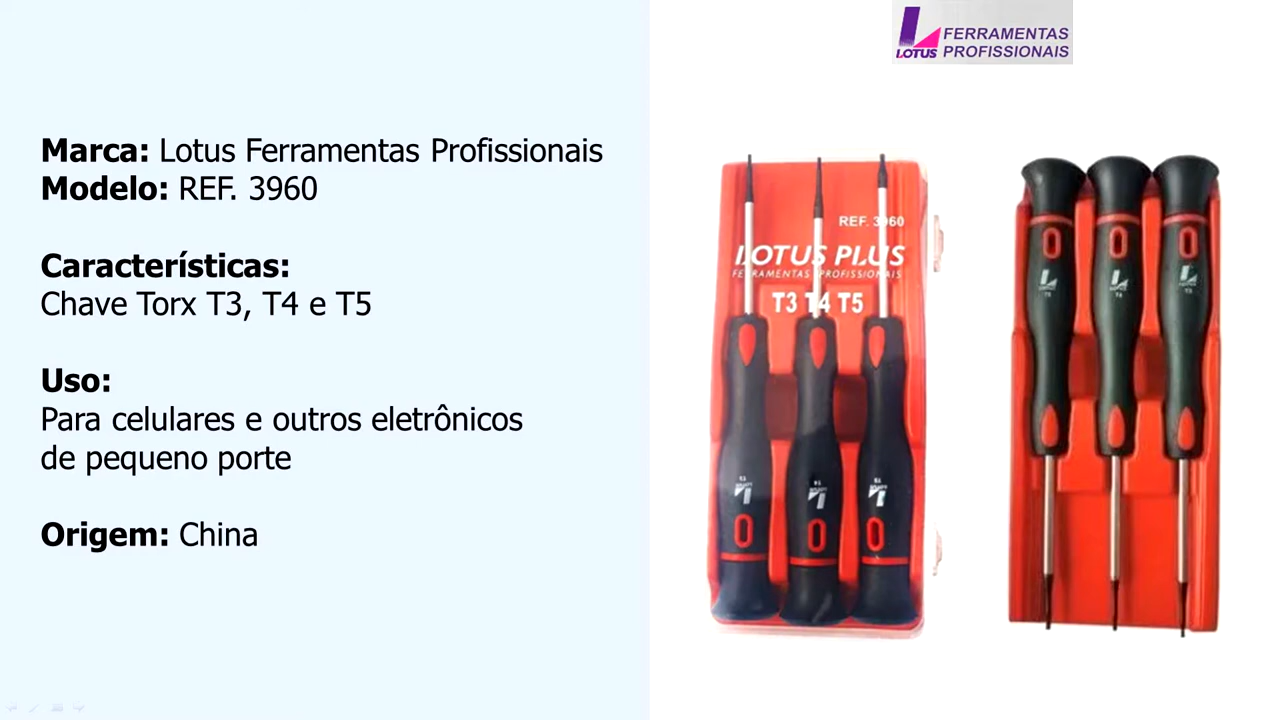 LOTUS
FERRAMENTAS
PROFISSIONAIS
Marca: Lotus Ferramentas Profissionais
Modelo: REF. 3960
Características:
Chave Torx T3, T4 e T5
Uso:
Para celulares e outros eletrônicos
de pequeno porte
Origem: China
REF. 3960
LOTUS PLUS
FERRAMENTAS PROFISSIONAIS
T3 T4 T5